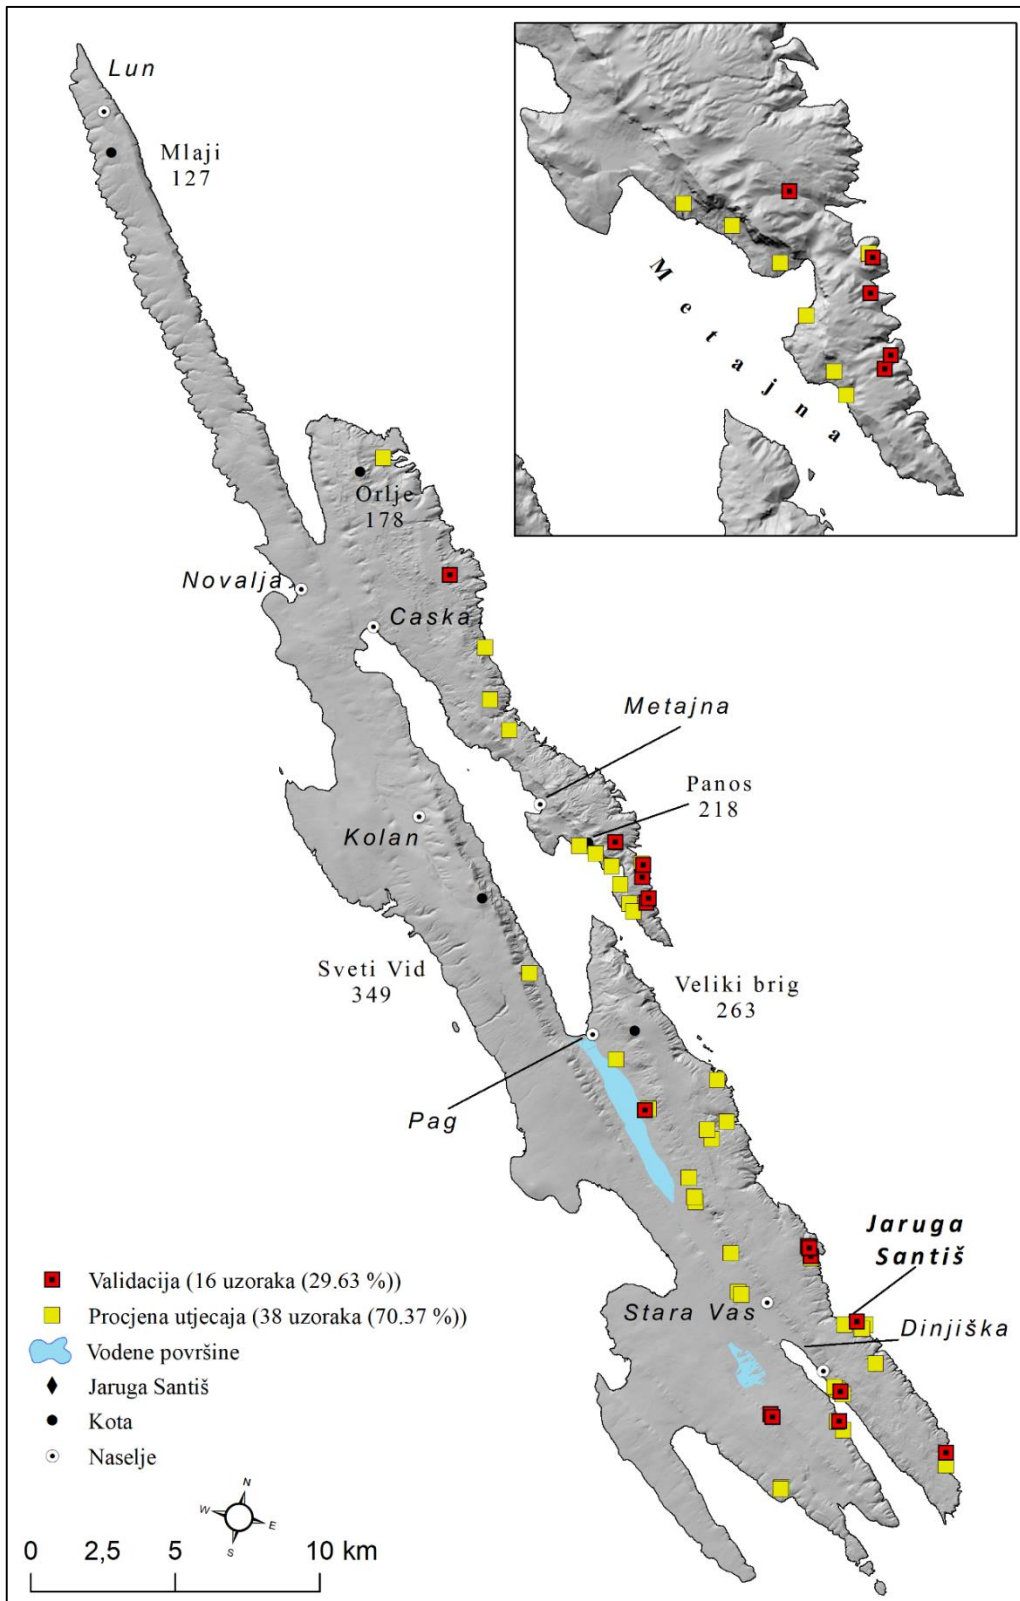 Lun
Mlaji
127
Metajna
Orlje
178
Novalja
Caska
Metajna
Panos
218
Kolan
Sveti Vid
349
Veliki brig
263
Pag
Jaruga
Santiš
Stara Vas
Dinjiška
Validacija (16 uzoraka (29.63 %))
Procjena utjecaja (38 uzoraka (70.37 %))
Vodene površine
Jaruga Santiš
Kota
Naselje
N
W
E
S
0 2,5 5 10 km